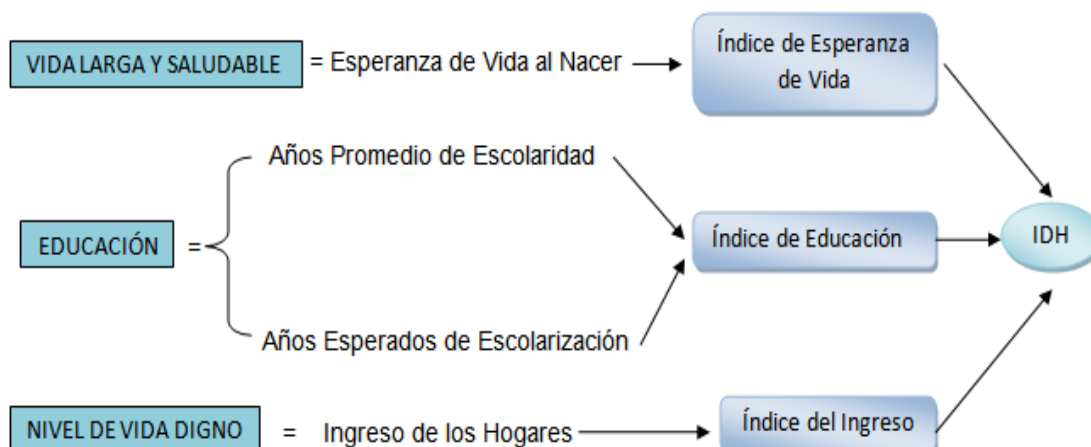 VIDA LARGA Y SALUDABLE = Esperanza de Vida al Nacer
Índice de Esperanza
de Vida
Años Promedio de Escolaridad
EDUCACIÓN =
Índice de Educación
IDH
Años Esperados de Escolarización
NIVEL DE VIDA DIGNO = Ingreso de los Hogares
Índice del Ingreso